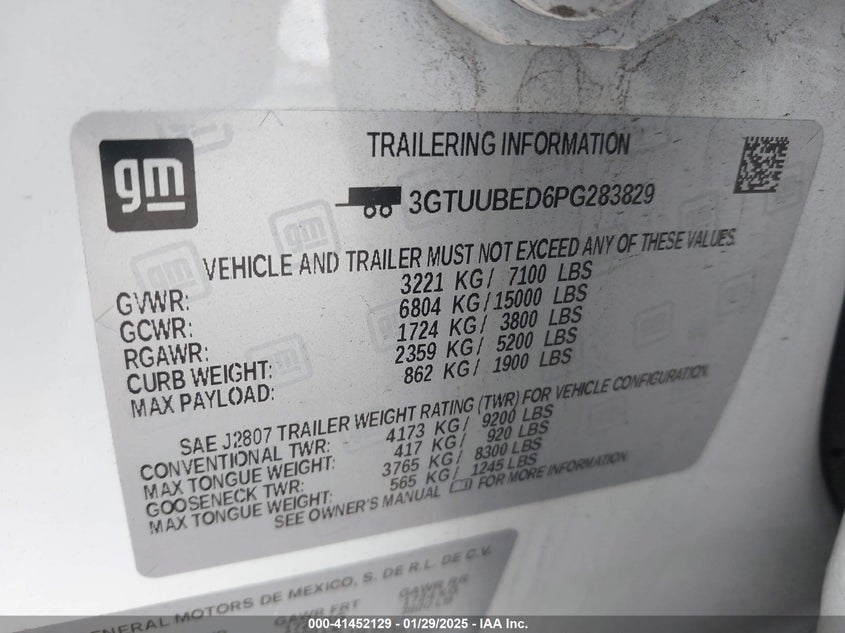 gm
TRAILERING INFORMATION
3GTUUBED6PG283829
VEHICLE AND TRAILER MUST NOT EXCEED ANY OF THESE VALUES.
GVWR: 3221 KG/ 7100 LBS
GCWR: 6804 KG/15000 LBS
RGAWR: 1724 KG/ 3800 LBS
CURB WEIGHT: 2359 KG/ 5200 LBS
MAX PAYLOAD: 862 KG/ 1900 LBS
SAE J2807 TRAILER WEIGHT RATING (TWR) FOR VEHICLE CONFIGURATION.
CONVENTIONAL TWR: 4173 KG/ 9200 LBS
MAX TONGUE WEIGHT: 417 KG/ 920 LBS
GOOSENECK TWR: 3765 KG/ 8300 LBS
MAX TONGUE WEIGHT: 565 KG/ 1245 LBS
SEE OWNER'S MANUAL FOR MORE INFORMATION.
GENERAL MOTORS DE MEXICO, S. DE R.L. DE C.V.
GAWR FRT GAWR RR
000-41452129 - 01/29/2025 - IAA Inc.